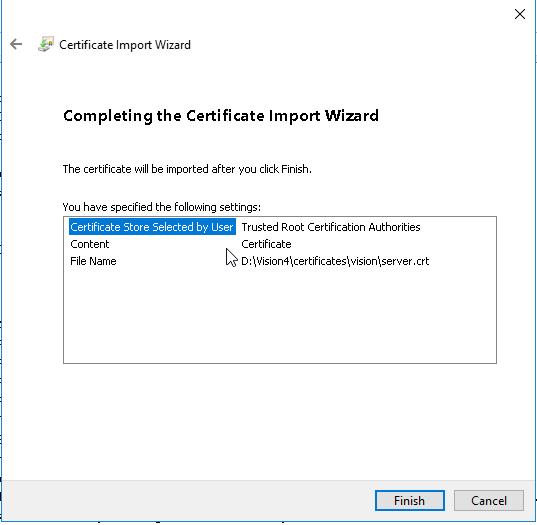 Certificate Import Wizard
Completing the Certificate Import Wizard
The certificate will be imported after you click Finish.
You have specified the following settings:
Certificate Store Selected by User Trusted Root Certification Authorities
Content Certificate
File Name D:\Vision4\certificates\vision\server.crt
Finish Cancel